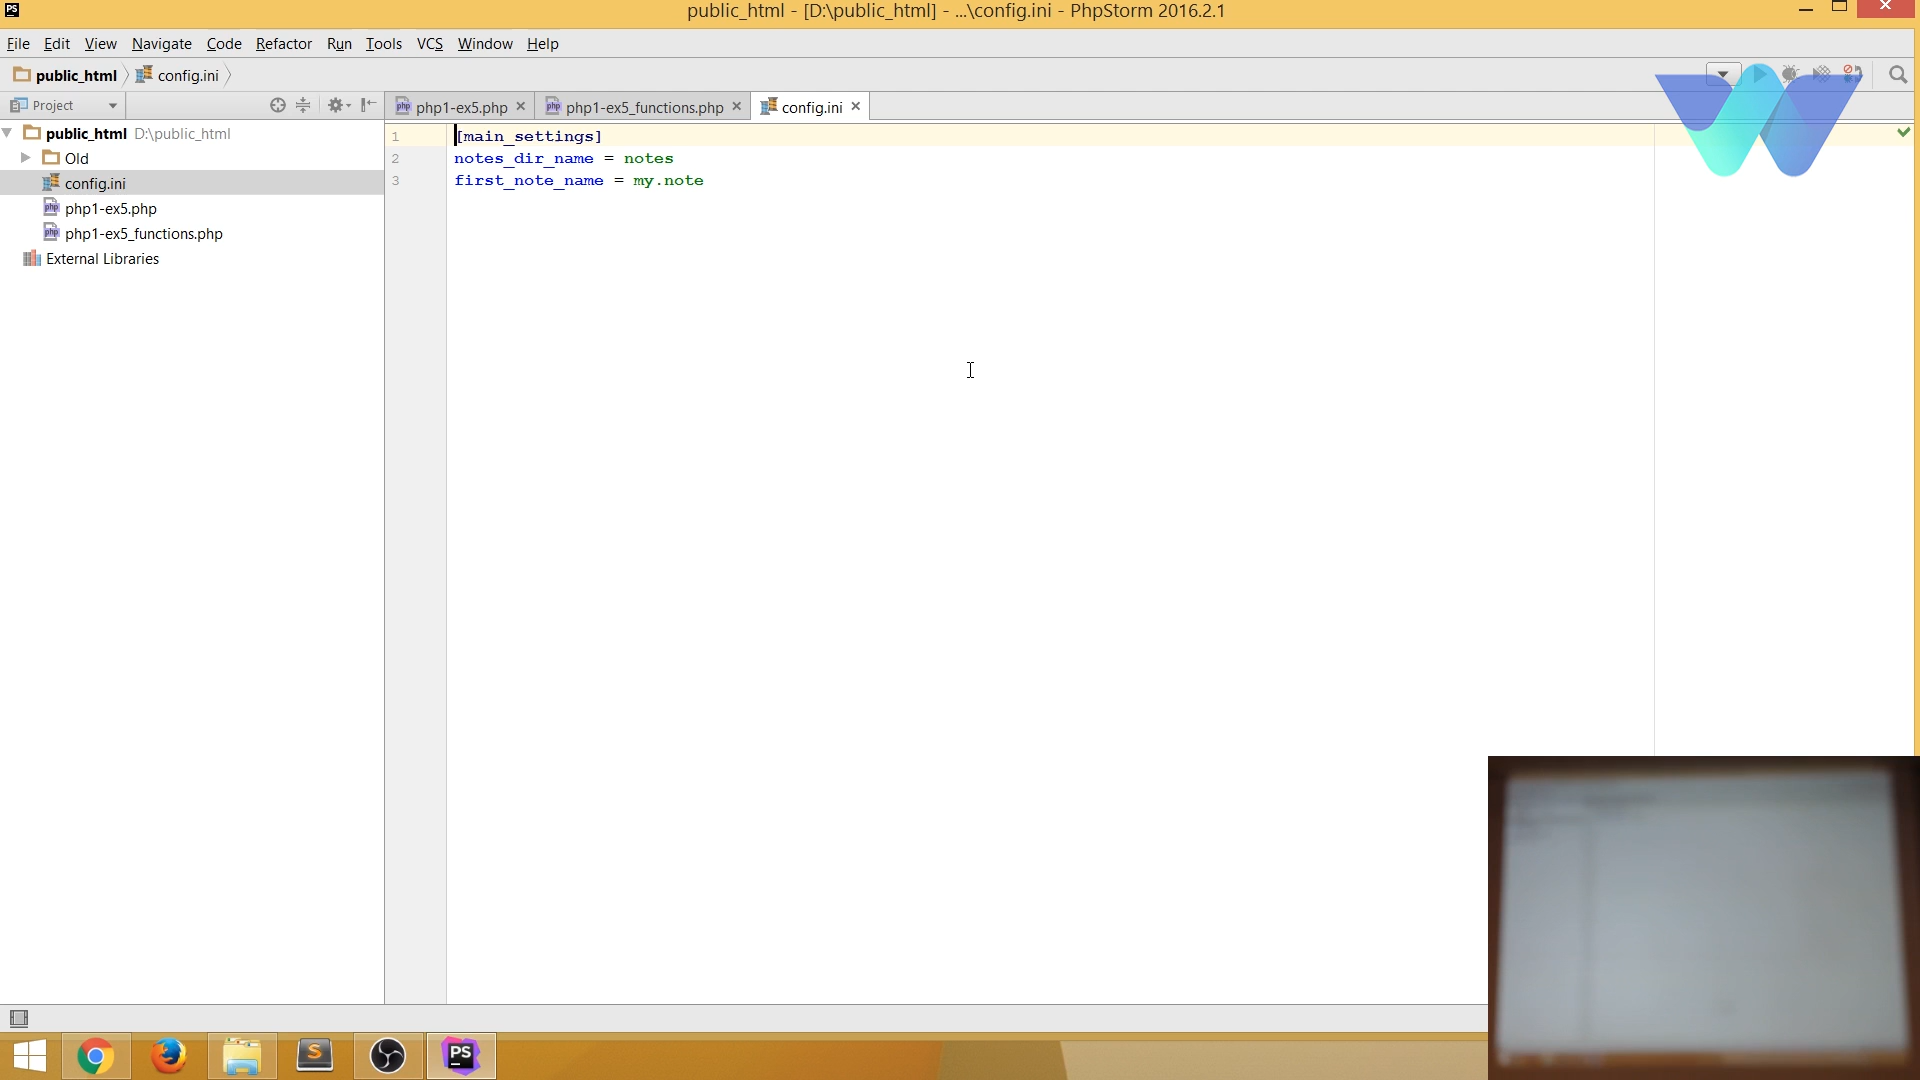 public_html - [D:\public_html] - ...\config.ini - PhpStorm 2016.2.1
File Edit View Navigate Code Refactor Run Tools VCS Window Help
public_html config.ini
Project
php1-ex5.php php1-ex5_functions.php config.ini
public_html D:\public_html
Old
config.ini
php1-ex5.php
php1-ex5_functions.php
External Libraries
1 [main_settings]
2 notes_dir_name = notes
3 first_note_name = my.note